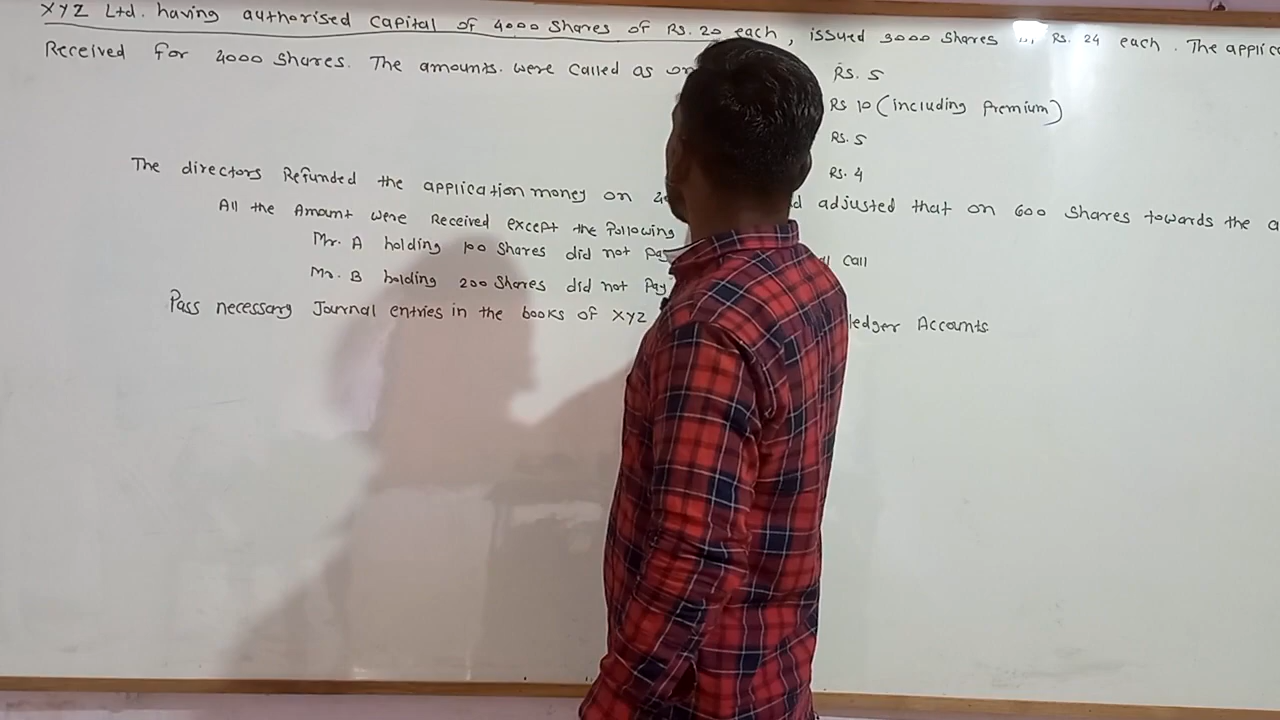 XYZ Ltd. having authorised capital of 4000 Shares of Rs. 20 each, issued 3000 Shares Rs. 24 each. The applic
Received for 4000 Shares. The amounts. were called as on
Rs. 5
Rs 10 (including Premium)
Rs. 5
Rs. 4
The directors Refunded the application money on adjusted that on 600 Shares towards the a
All the Amount were Received except the following
Mr. A holding 100 Shares did not Pay call
Mr. B holding 200 Shares did not Pay
Pass necessary Journal entries in the books of XYZ ledger Accounts